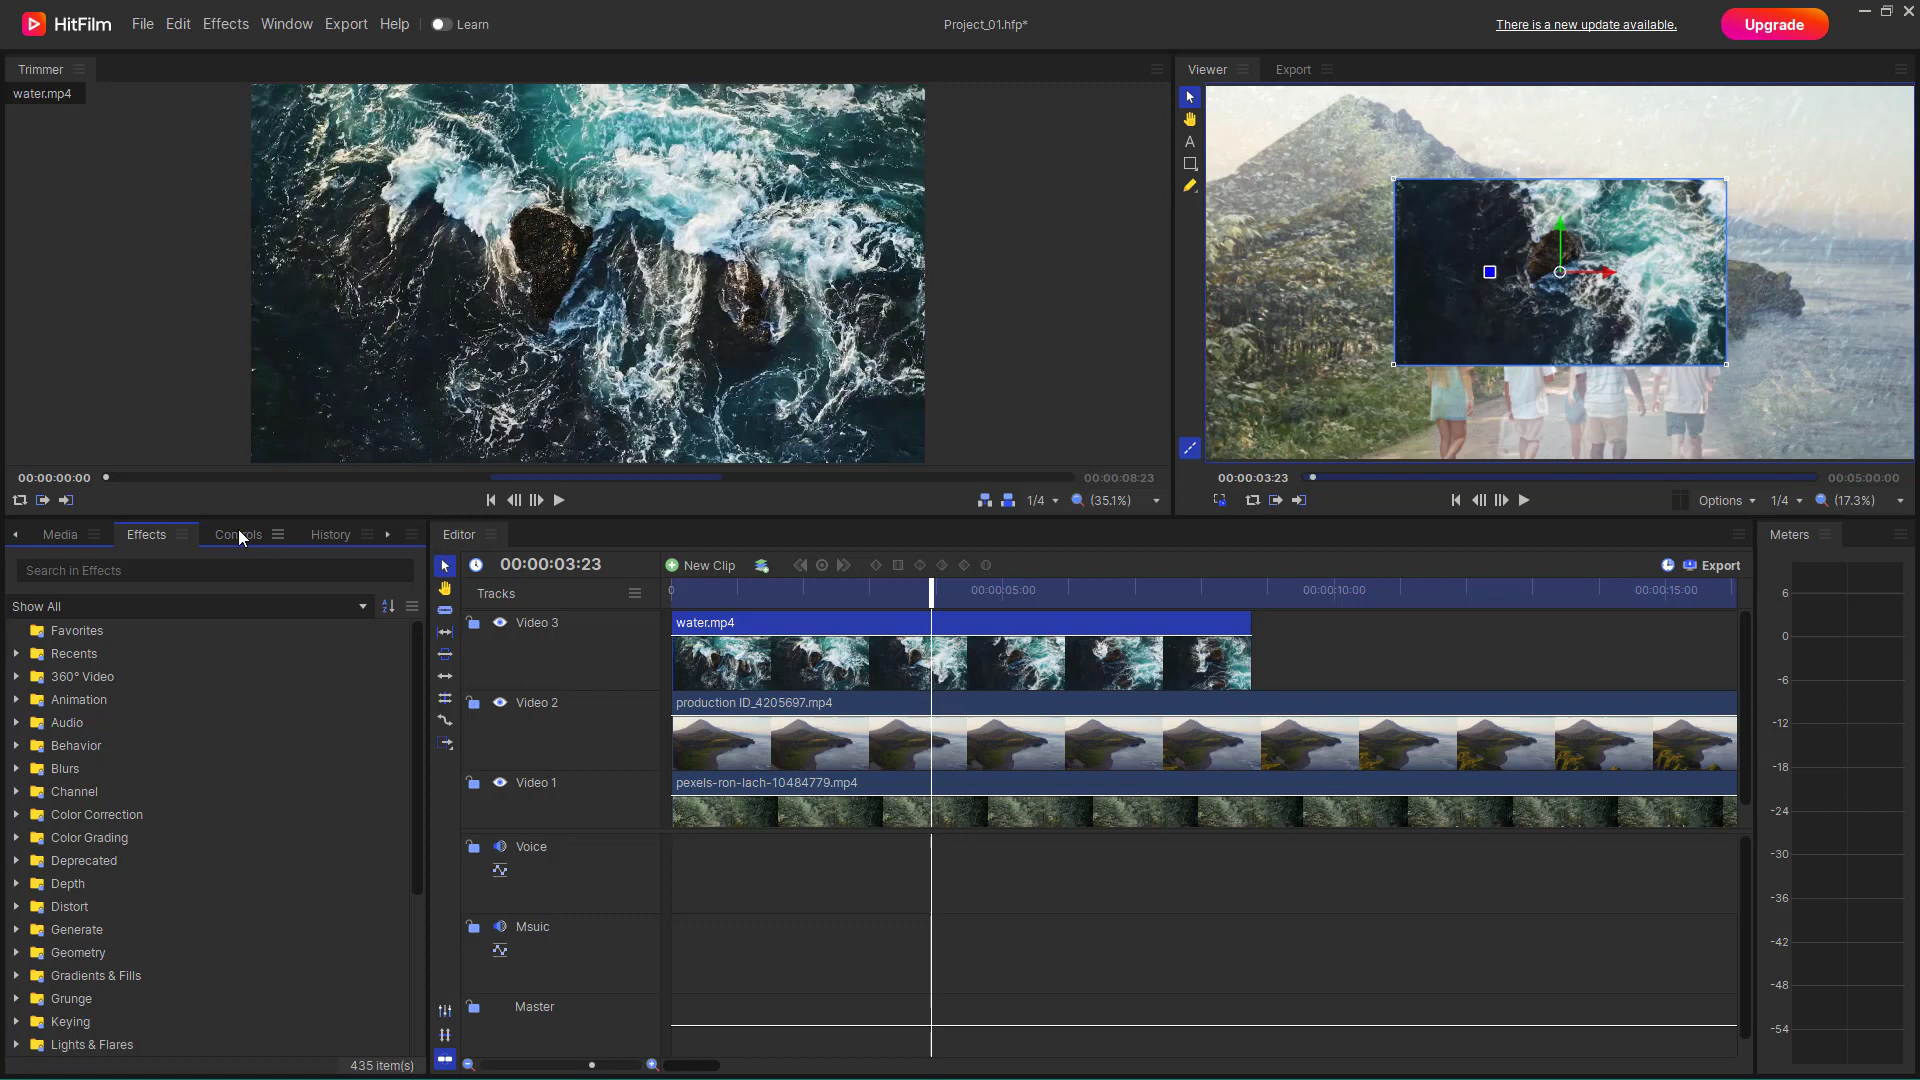 HitFilm File Edit Effects Window Export Help Learn Project_01.hfp* There is a new update available. Upgrade
Trimmer
water.mp4
00:00:00:00 00:00:08:23
1/4 (35.1%)
Viewer Export
A
00:00:03:23 00:05:00:00
Options 1/4 (17.3%)
Media Effects Controls History
Search in Effects
Show All
Favorites
Recents
360° Video
Animation
Audio
Behavior
Blurs
Channel
Color Correction
Color Grading
Deprecated
Depth
Distort
Generate
Geometry
Gradients & Fills
Grunge
Keying
Lights & Flares
435 item(s)
Editor
00:00:03:23 New Clip Export
Tracks 0 00:00:05:00 00:00:10:00 00:00:15:00
Video 3 water.mp4
Video 2 production ID_4205697.mp4
Video 1 pexels-ron-lach-10484779.mp4
Voice
Msuic
Master
Meters
6
0
-6
-12
-18
-24
-30
-36
-42
-48
-54